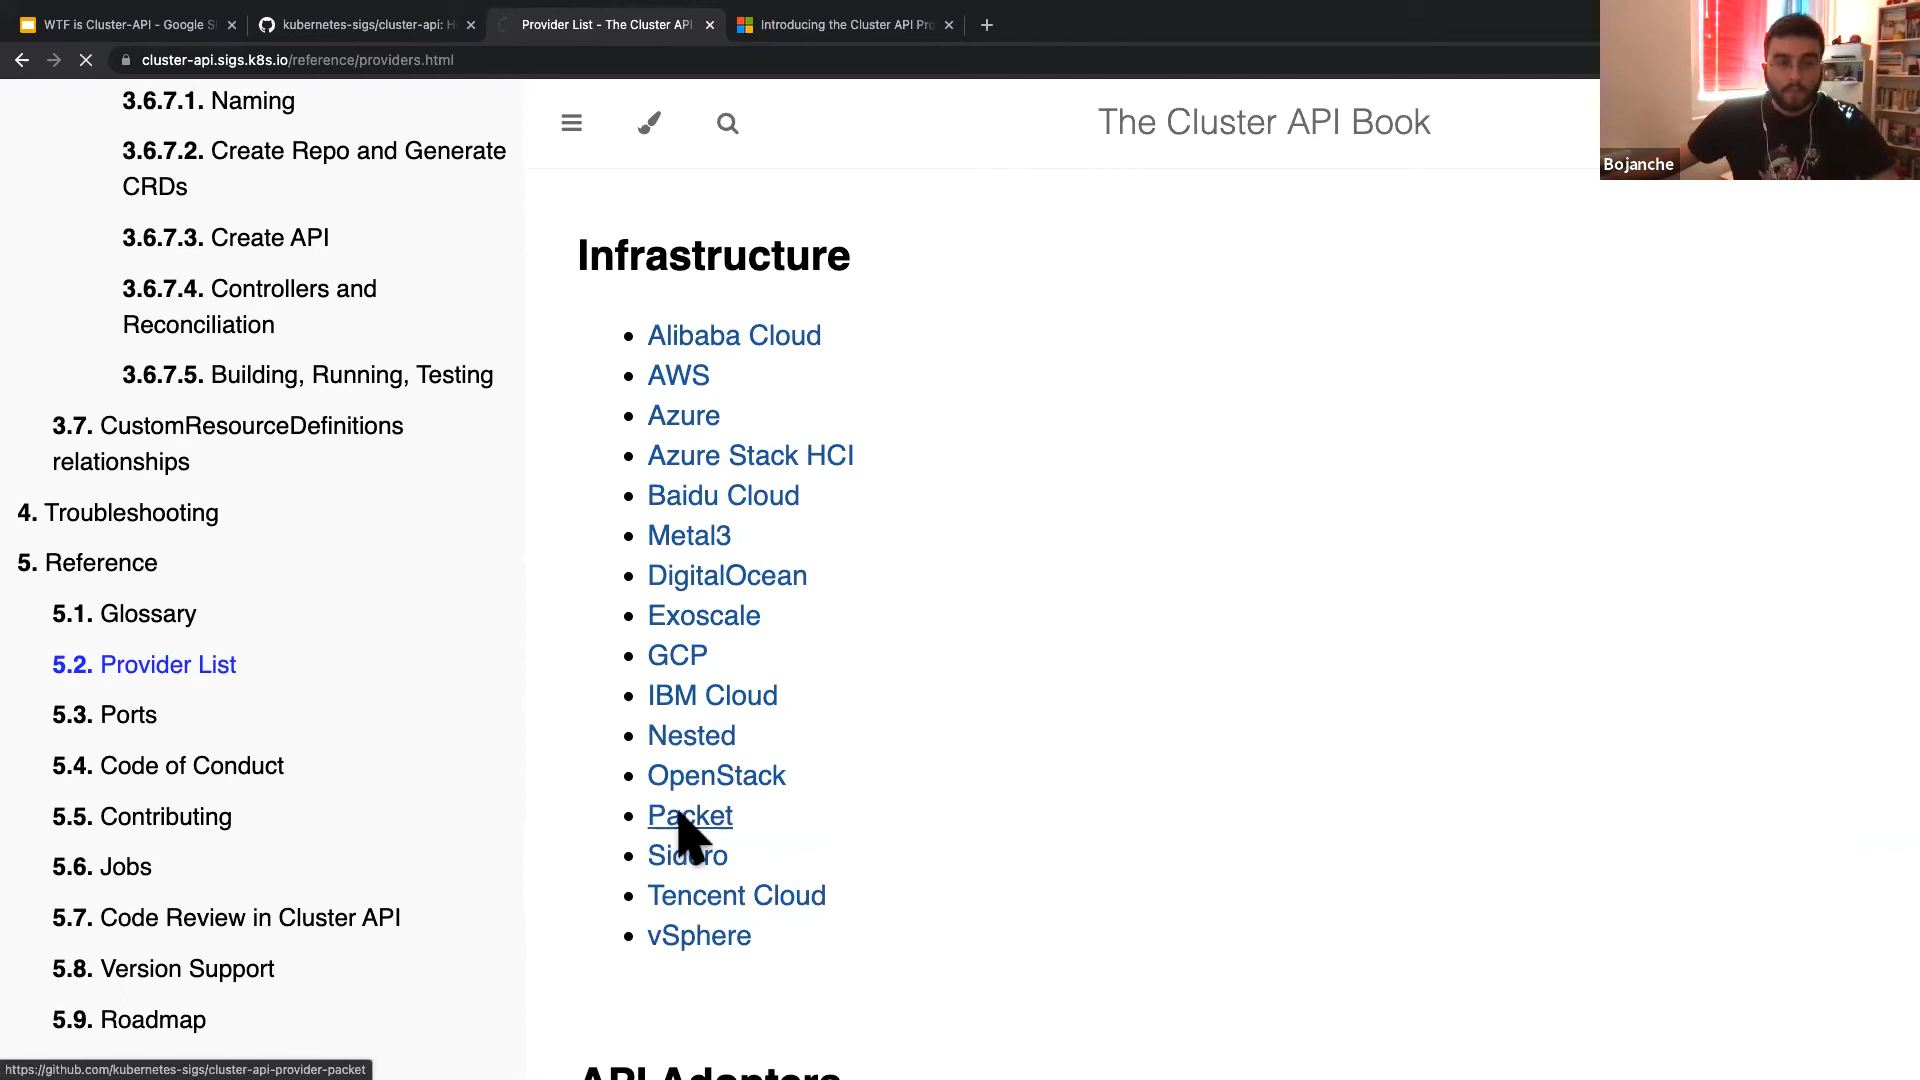 WTF is Cluster-API - Google S
kubernetes-sigs/cluster-api: H
Provider List - The Cluster API
Introducing the Cluster API Pro
cluster-api.sigs.k8s.io/reference/providers.html
3.6.7.1. Naming
3.6.7.2. Create Repo and Generate
CRDs
3.6.7.3. Create API
3.6.7.4. Controllers and
Reconciliation
3.6.7.5. Building, Running, Testing
3.7. CustomResourceDefinitions
relationships
4. Troubleshooting
5. Reference
5.1. Glossary
5.2. Provider List
5.3. Ports
5.4. Code of Conduct
5.5. Contributing
5.6. Jobs
5.7. Code Review in Cluster API
5.8. Version Support
5.9. Roadmap
https://github.com/kubernetes-sigs/cluster-api-provider-packet
The Cluster API Book
Bojanche
Infrastructure
Alibaba Cloud
AWS
Azure
Azure Stack HCI
Baidu Cloud
Metal3
DigitalOcean
Exoscale
GCP
IBM Cloud
Nested
OpenStack
Packet
Sidero
Tencent Cloud
vSphere
API Adopters